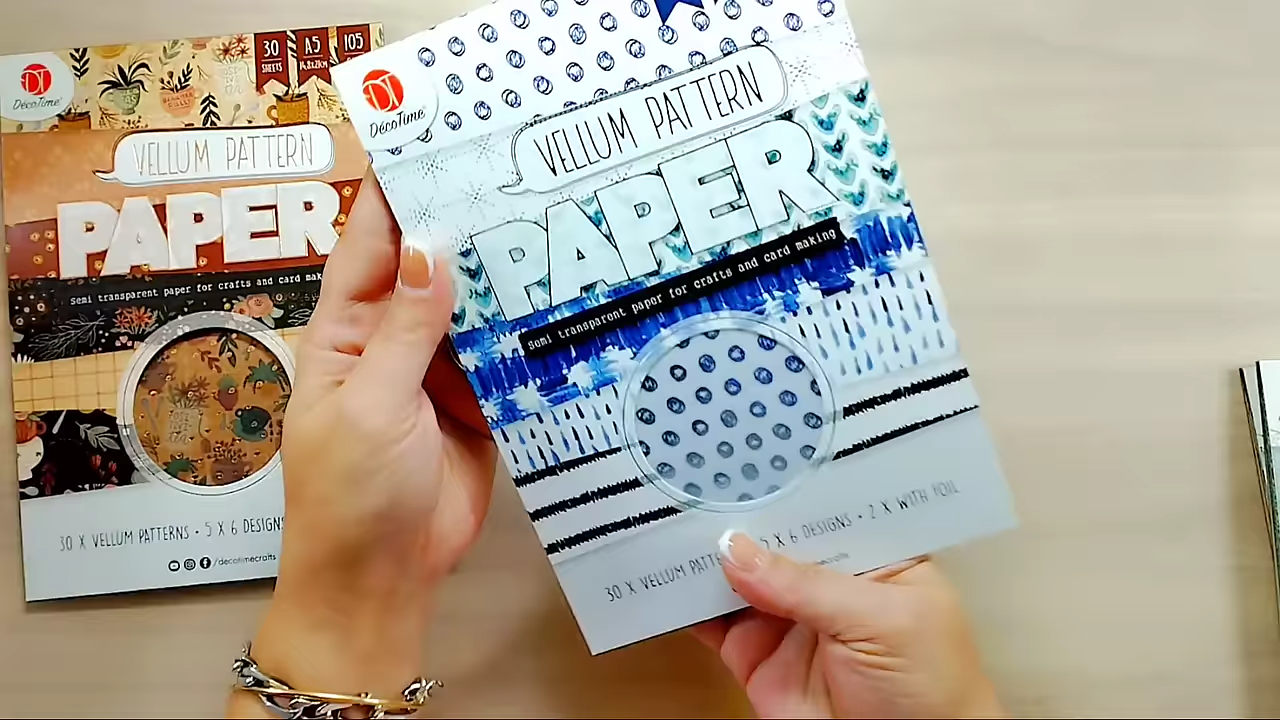 30
SHEETS
A5
14,8x21cm
105
DT
DécoTime®
VELLUM PATTERN
PAPER
Semi transparent paper for crafts and card mak
30 X VELLUM PATTERNS • 5 X 6 DESIGNS
/decotimecrafts
DT
DécoTime®
VELLUM PATTERN
PAPER
Semi transparent paper for crafts and card making
30 X VELLUM PATTE 5 X 6 DESIGNS • 2 X WITH FOIL